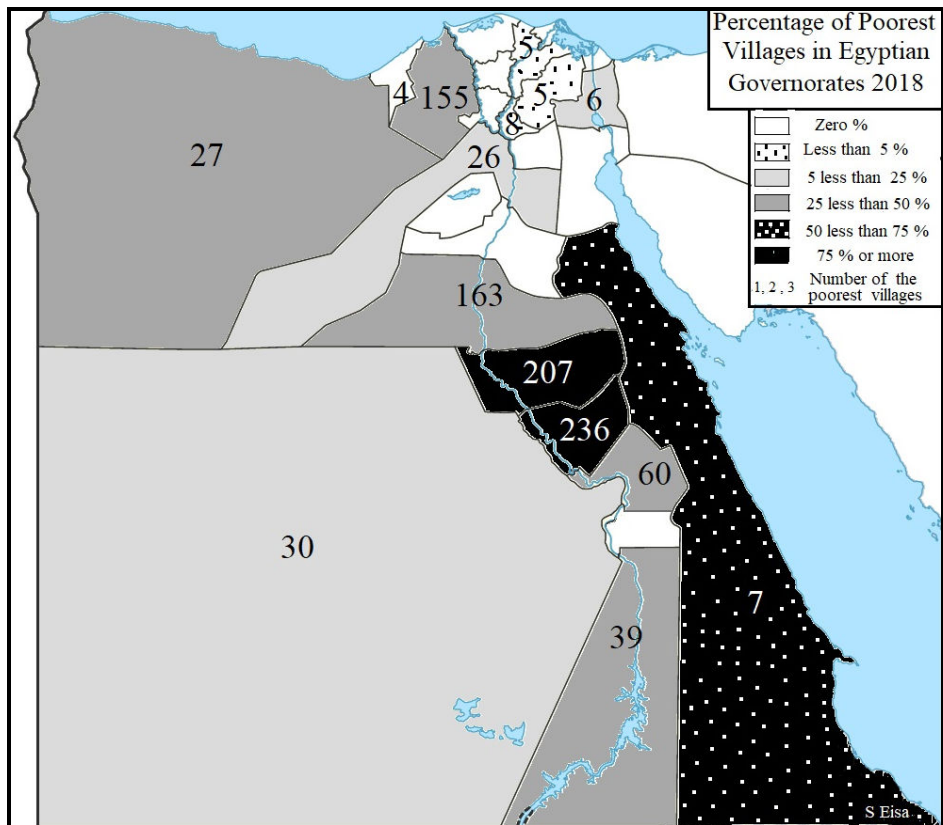 Percentage of Poorest
Villages in Egyptian
Governorates 2018
Zero %
Less than 5 %
5 less than 25 %
25 less than 50 %
50 less than 75 %
75 % or more
1, 2 , 3 Number of the
poorest villages
5
4
155
5
6
8
27
26
163
207
236
60
30
7
39
S Eisa